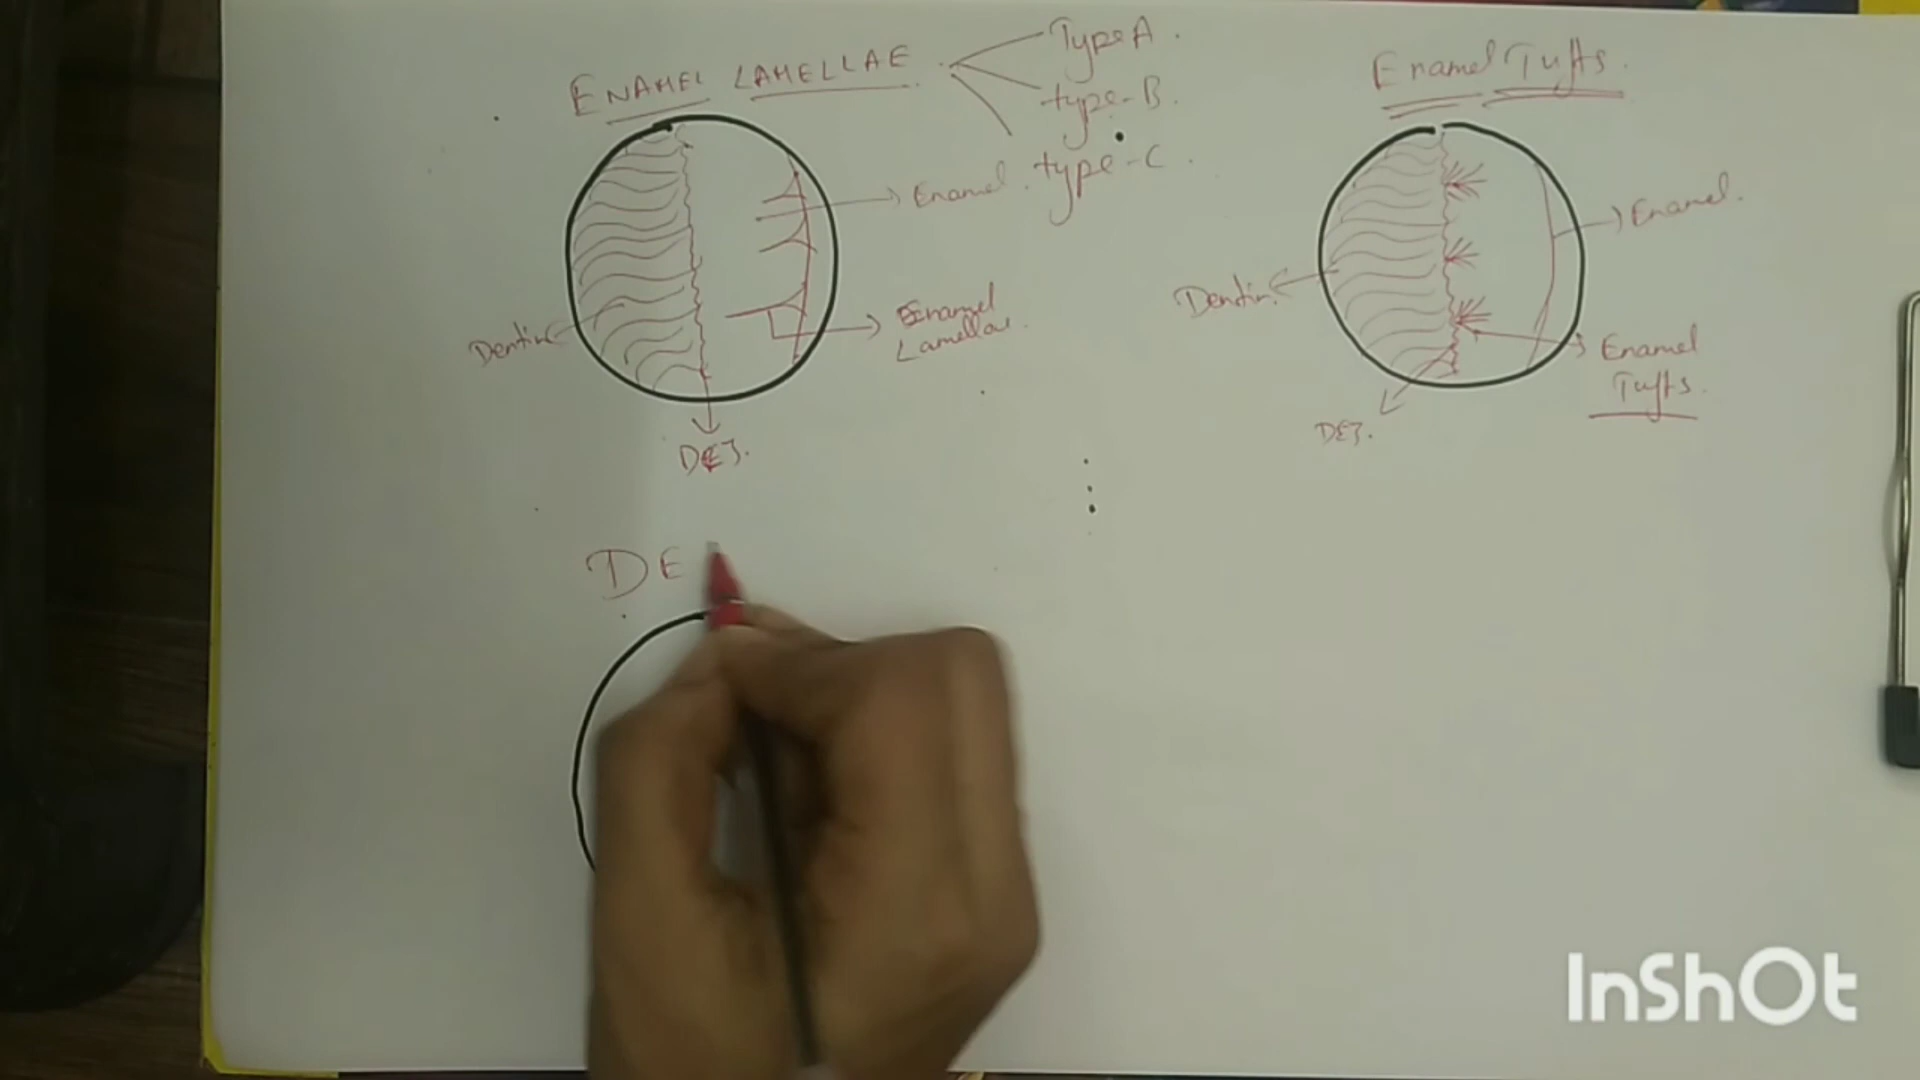 ENAMEL LAMELLAE
Type A.
type-B.
type-C.
Enamel.
Enamel
Lamellae.
Dentin
DEJ.
Enamel Tufts.
Enamel.
Dentin.
Enamel
Tufts.
DEJ.
DE
InShOt